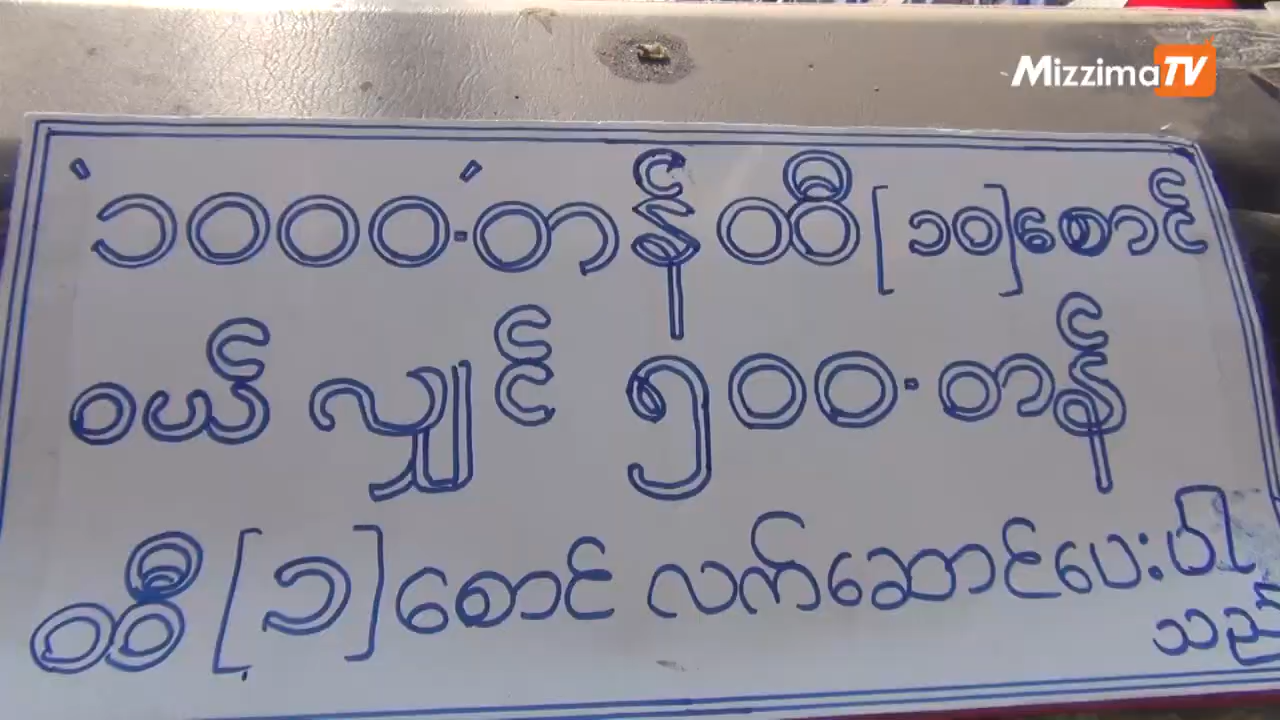 MizzimaTV
'၁၀၀၀.'တန် ထီ [၁၀] စောင်
ဝယ် လျှင် ၅၀၀.တန်
ထီ [၁] စောင် လက်ဆောင်ပေးပါ
သည်